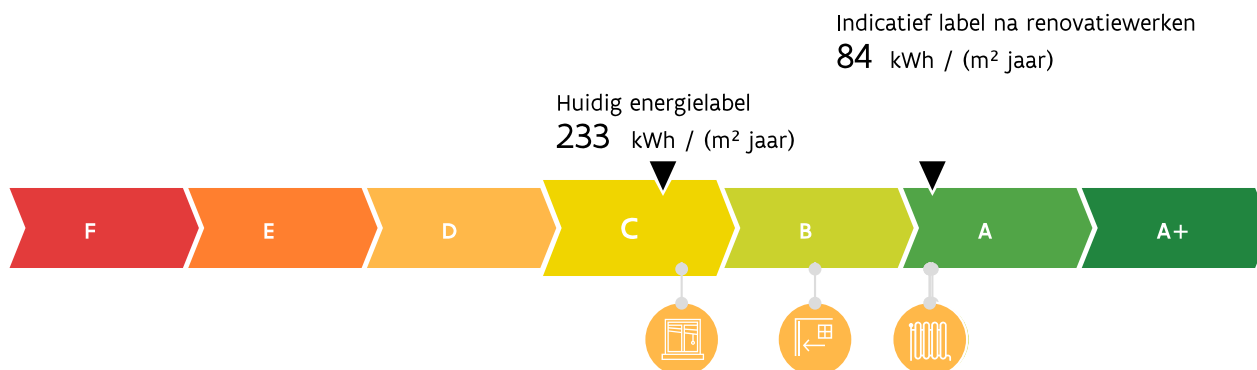 Indicatief label na renovatiewerken
84 kWh / (m² jaar)
Huidig energielabel
233 kWh / (m² jaar)
F E D C B A A+